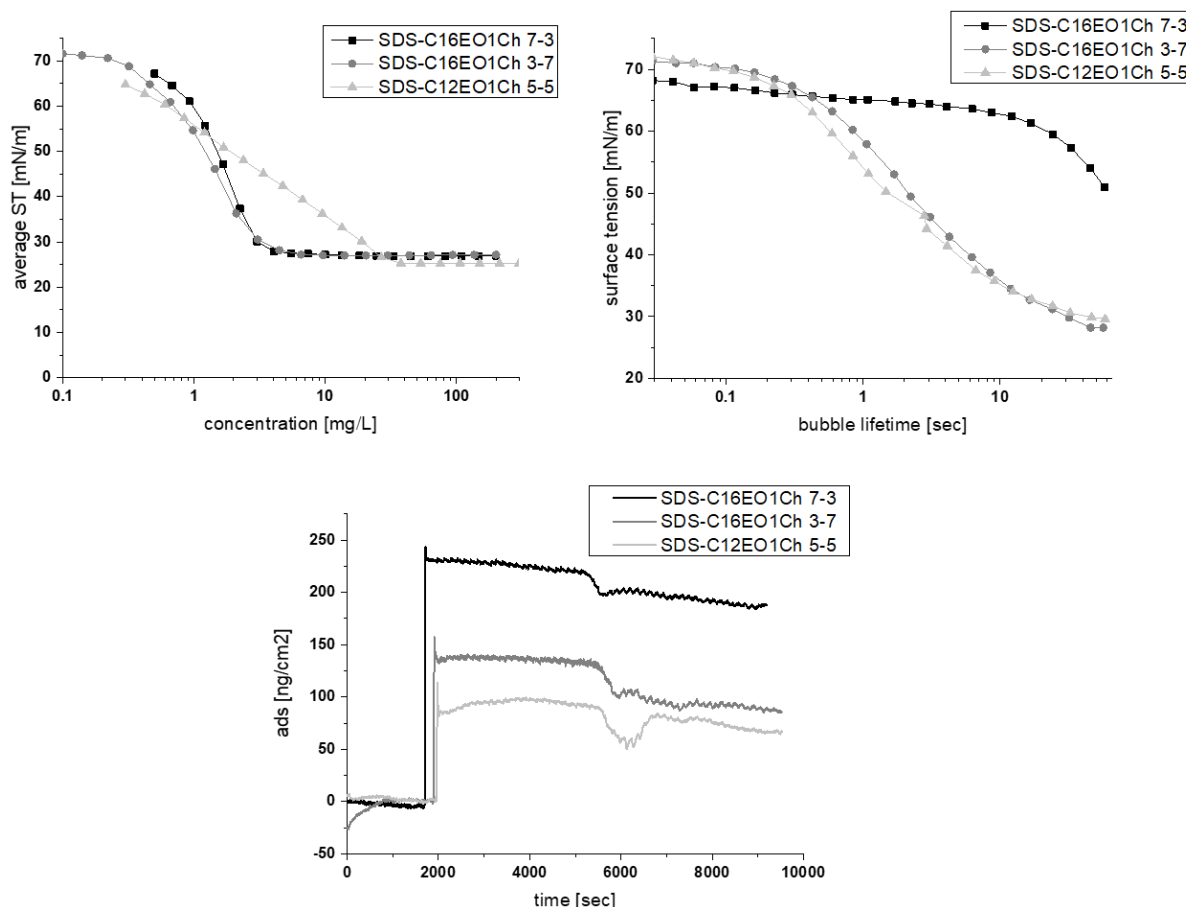 SDS-C16EO1Ch 7-3
SDS-C16EO1Ch 3-7
SDS-C12EO1Ch 5-5
average ST [mN/m]
70
60
50
40
30
20
10
0
0.1 1 10 100
concentration [mg/L]
SDS-C16EO1Ch 7-3
SDS-C16EO1Ch 3-7
SDS-C12EO1Ch 5-5
surface tension [mN/m]
70
60
50
40
30
20
0.1 1 10
bubble lifetime [sec]
SDS-C16EO1Ch 7-3
SDS-C16EO1Ch 3-7
SDS-C12EO1Ch 5-5
ads [ng/cm2]
250
200
150
100
50
0
-50
0 2000 4000 6000 8000 10000
time [sec]